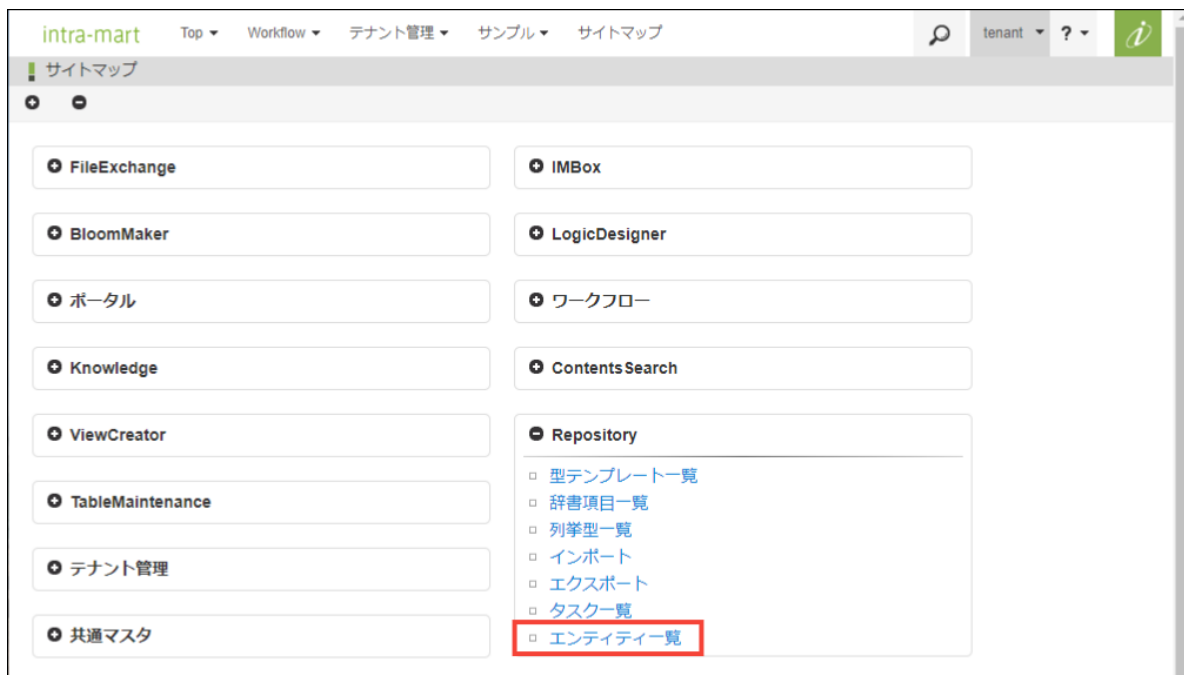 intra-mart Top Workflow テナント管理 サンプル サイトマップ tenant ? i
サイトマップ
FileExchange
IMBox
BloomMaker
LogicDesigner
ポータル
ワークフロー
Knowledge
ContentsSearch
ViewCreator
Repository
型テンプレート一覧
辞書項目一覧
列挙型一覧
インポート
エクスポート
タスク一覧
エンティティ一覧
TableMaintenance
テナント管理
共通マスタ